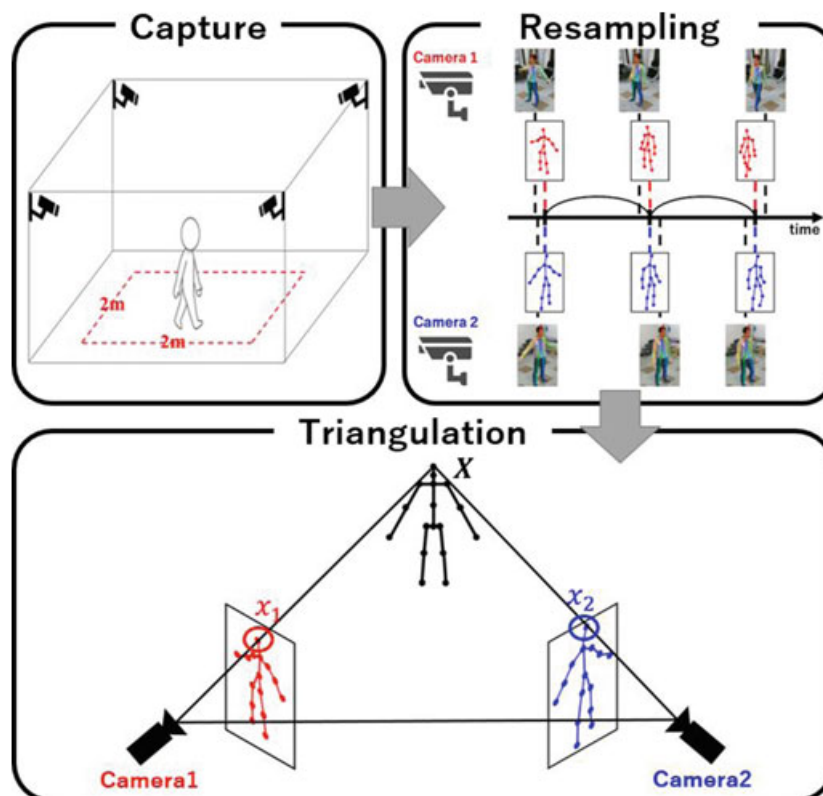 Capture
2m
2m
Resampling
Camera 1
time
Camera 2
Triangulation
X
x1
x2
Camera1
Camera2